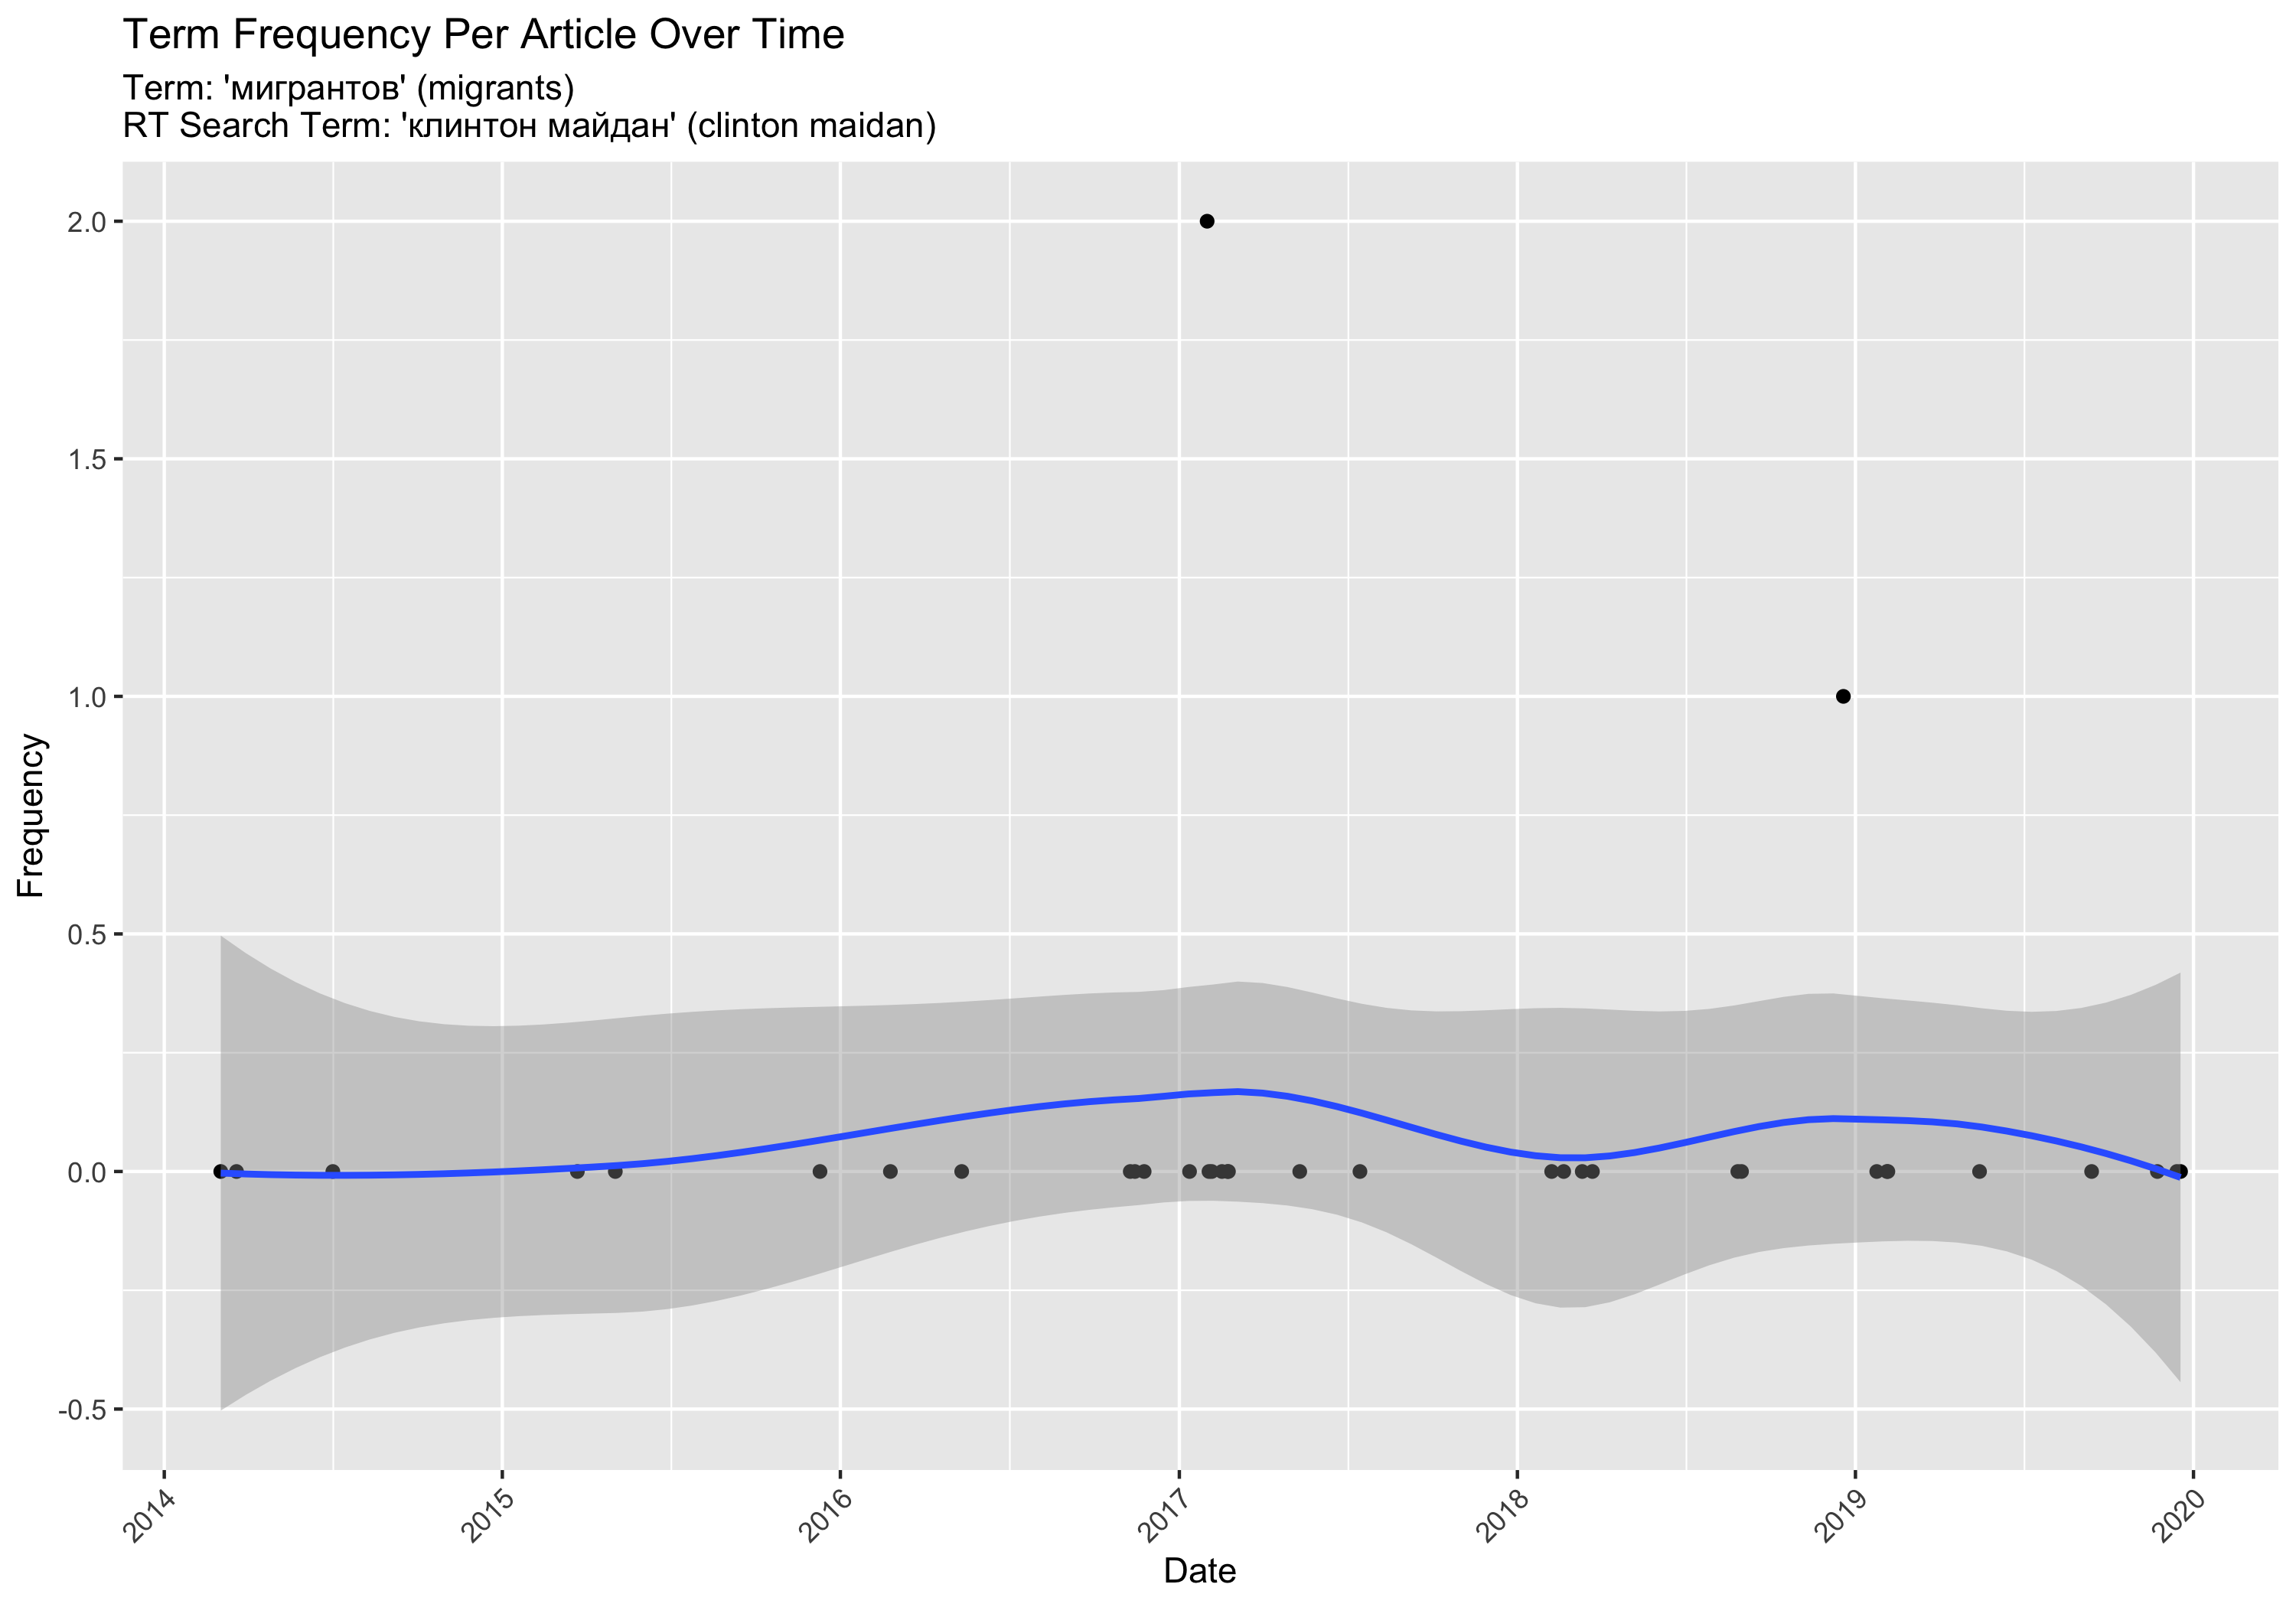 Term Frequency Per Article Over Time
Term: 'мигрантов' (migrants)
RT Search Term: 'клинтон майдан' (clinton maidan)
2.0
1.5
1.0
0.5
0.0
-0.5
Frequency
2014
2015
2016
2017
2018
2019
2020
Date